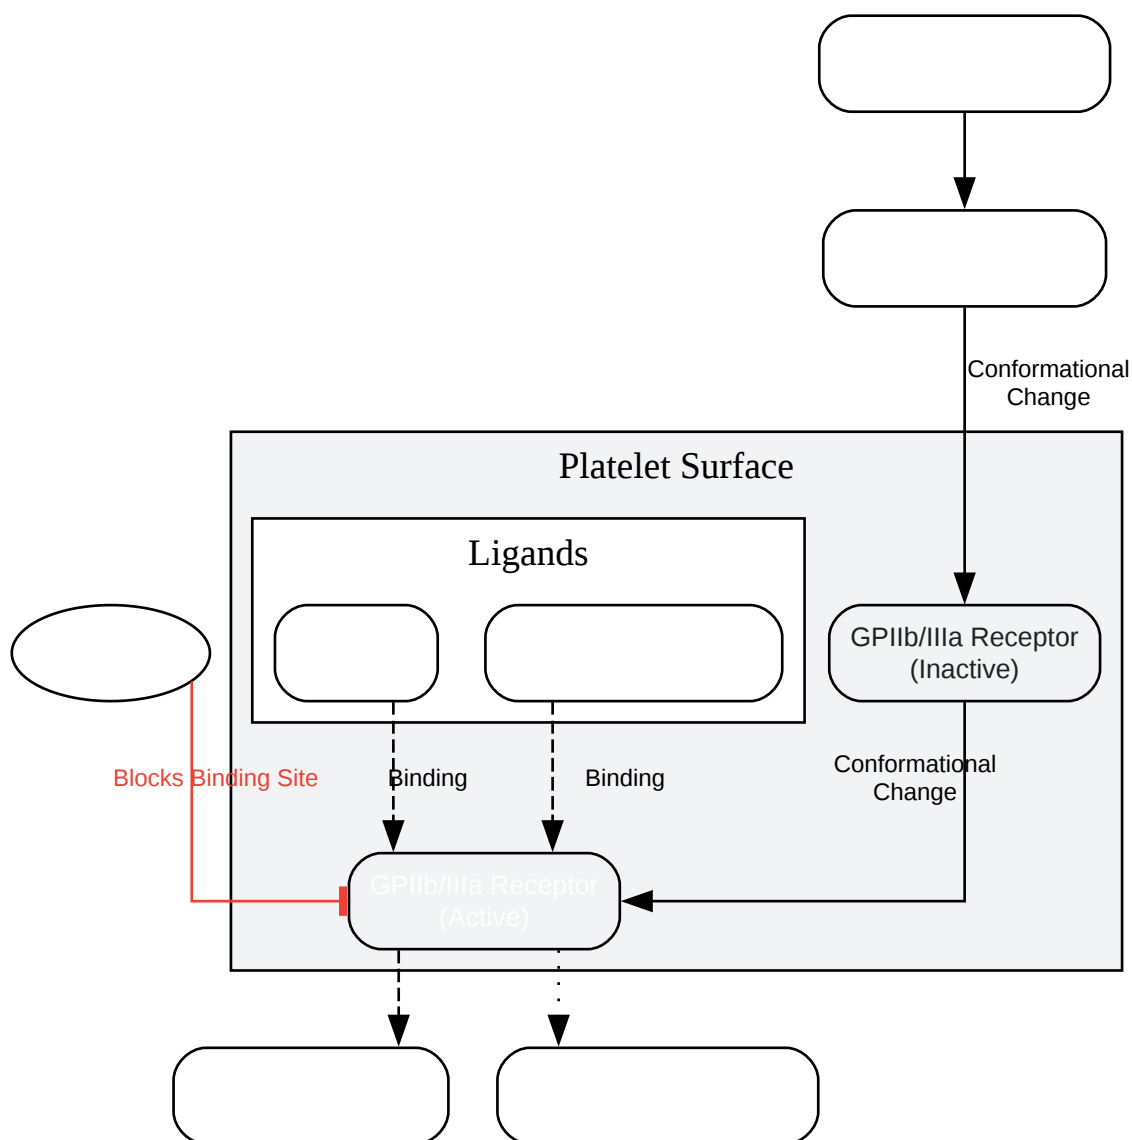 Conformational
Change
Platelet Surface
Ligands
GPIIb/IIIa Receptor
(Inactive)
Blocks Binding Site
Binding
Binding
Conformational
Change
GPIIb/IIIa Receptor
(Active)